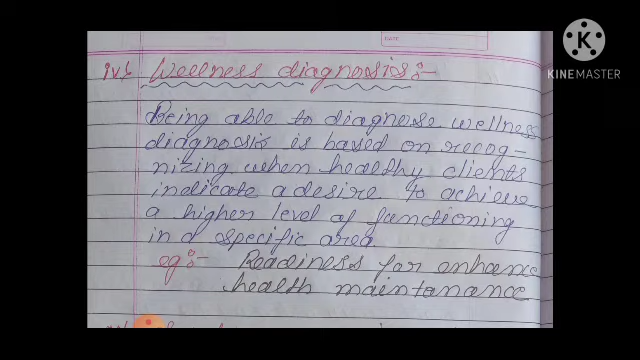 DATE
iv) Wellness diagnosis:-
KINEMASTER
Being able to diagnose wellness
diagnosis is based on recog-
nizing when healthy clients
indicate a desire to achieve
a higher level of functioning
in a specific area
eg:- Readiness for enhance
health maintanance